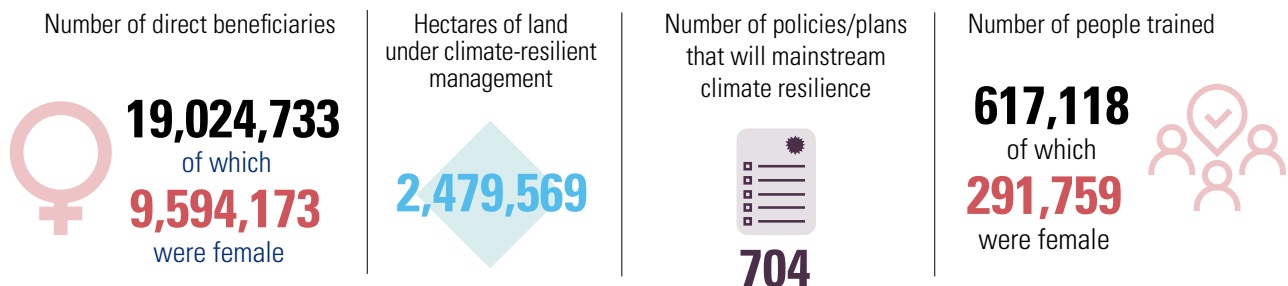 Number of direct beneficiaries
19,024,733
of which
9,594,173
were female
Hectares of land
under climate-resilient
management
2,479,569
Number of policies/plans
that will mainstream
climate resilience
704
Number of people trained
617,118
of which
291,759
were female